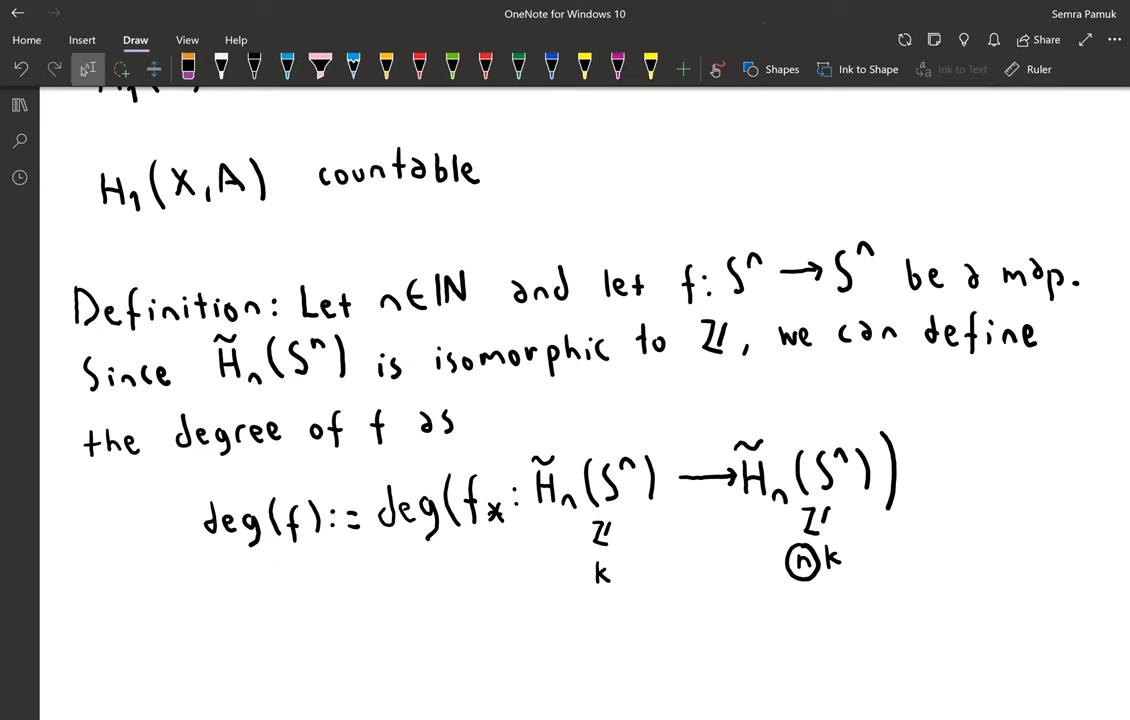 OneNote for Windows 10
Semra Pamuk
Home Insert Draw View Help
Share
Shapes Ink to Shape Ink to Text Ruler
H₁(X,A) countable
Definition: Let n∈ℕ and let f: Sⁿ → Sⁿ be a map.
Since H̃ₙ(Sⁿ) is isomorphic to ℤ, we can define
the degree of f as
deg(f) := deg(f_* : H̃ₙ(Sⁿ) → H̃ₙ(Sⁿ))
ℤ ℤ
k n k